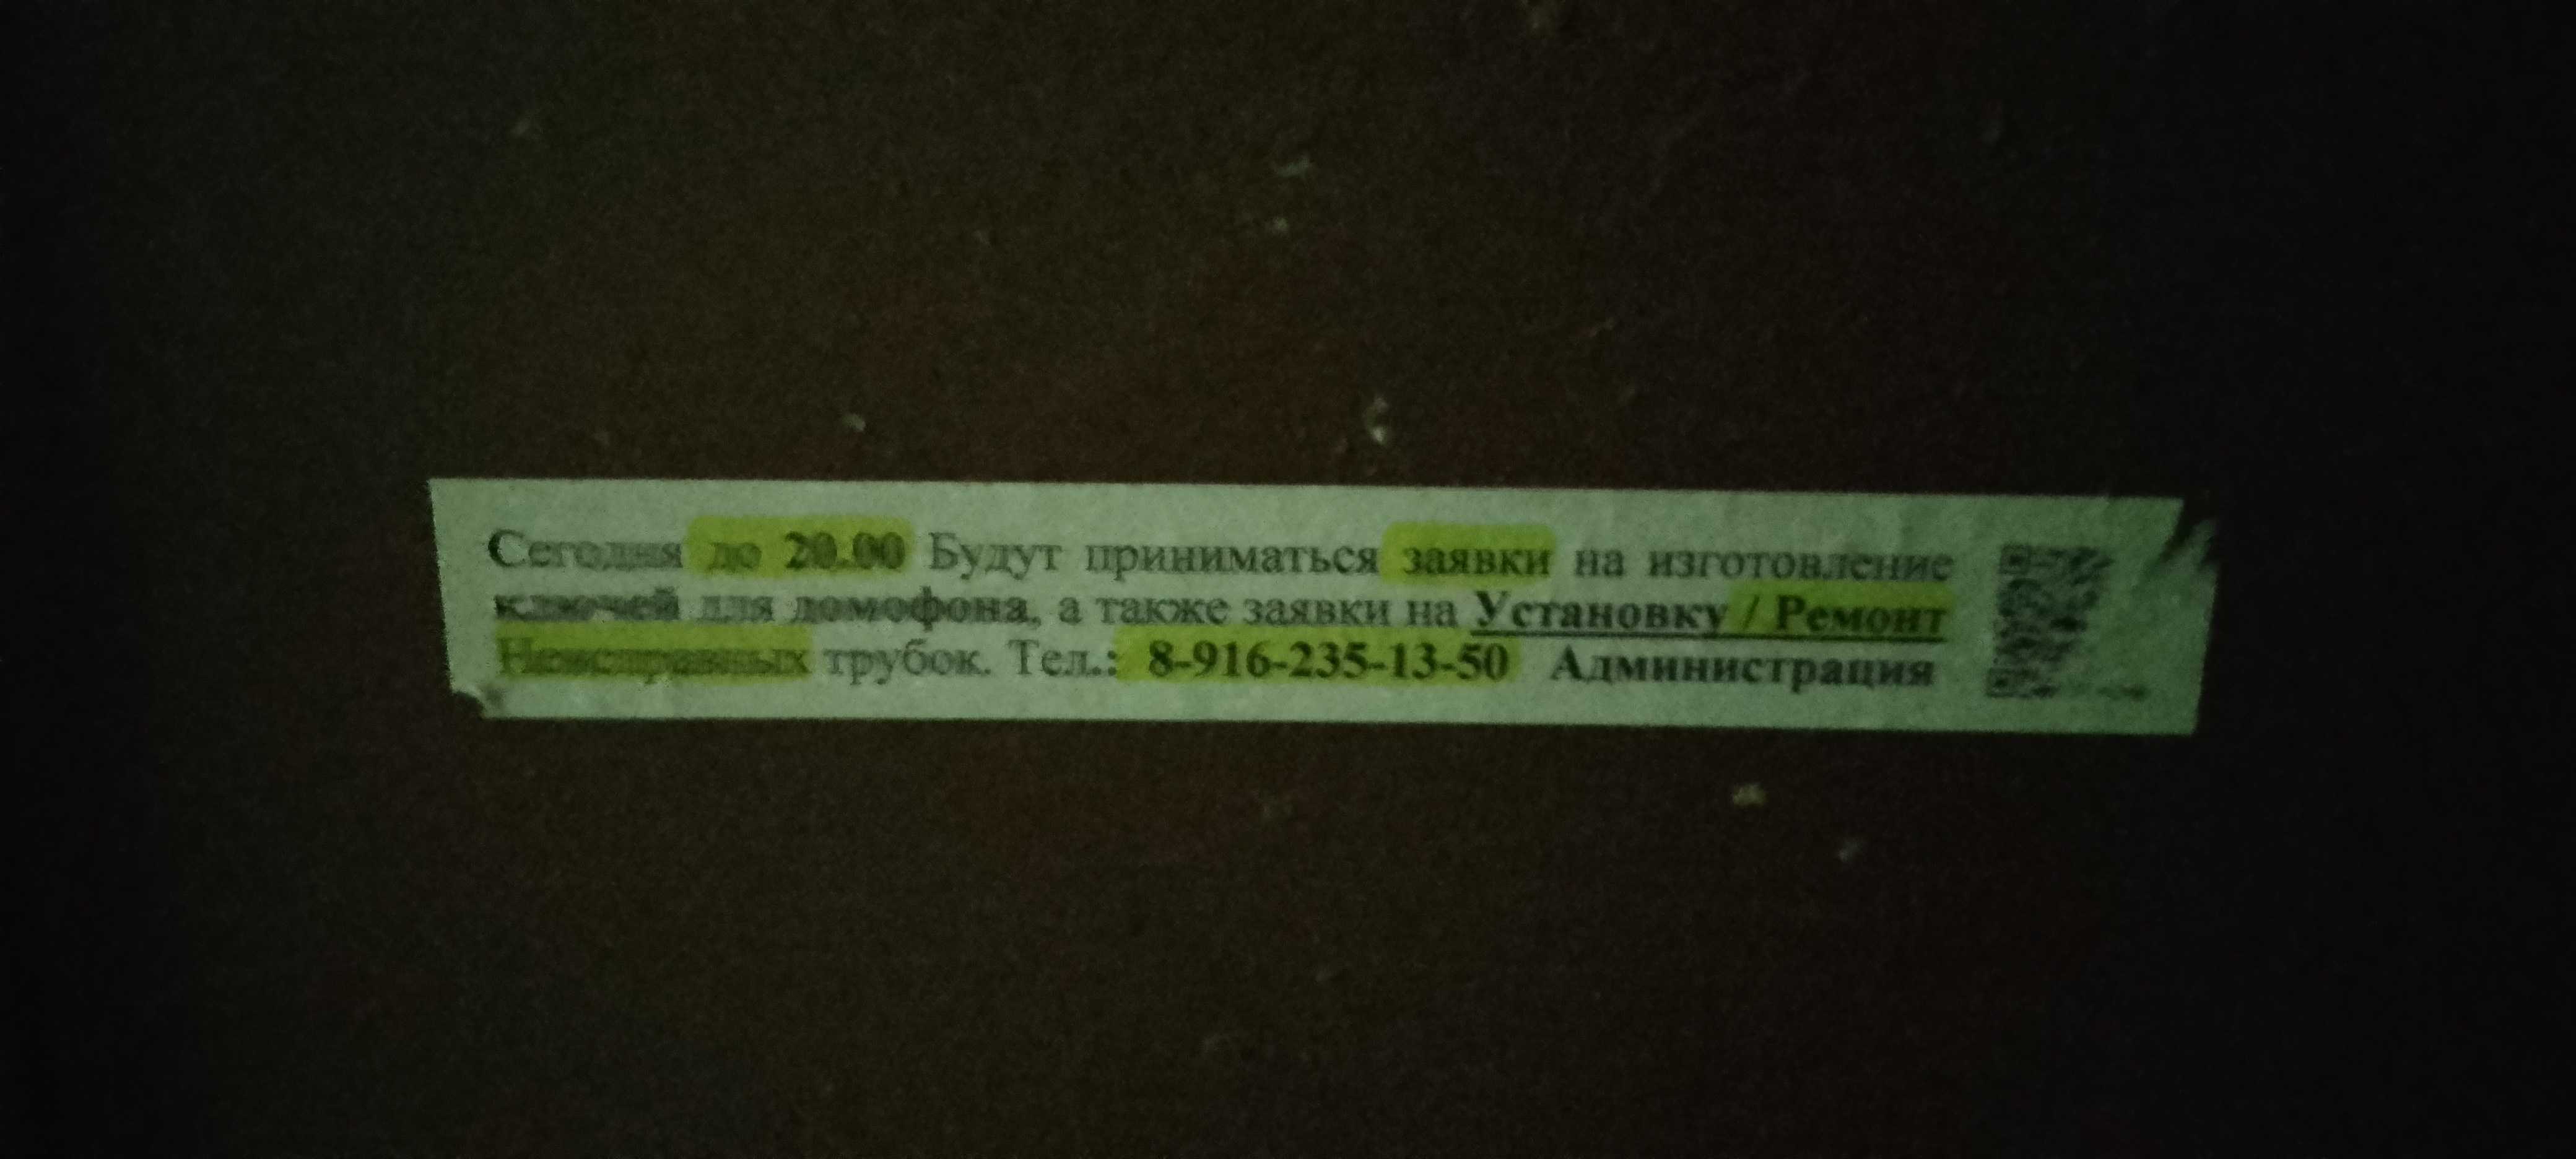 Сегодня до 20.00 Будут приниматься заявки на изготовление
ключей для домофона, а также заявки на Установку / Ремонт
Неисправных трубок. Тел.: 8-916-235-13-50 Администрация